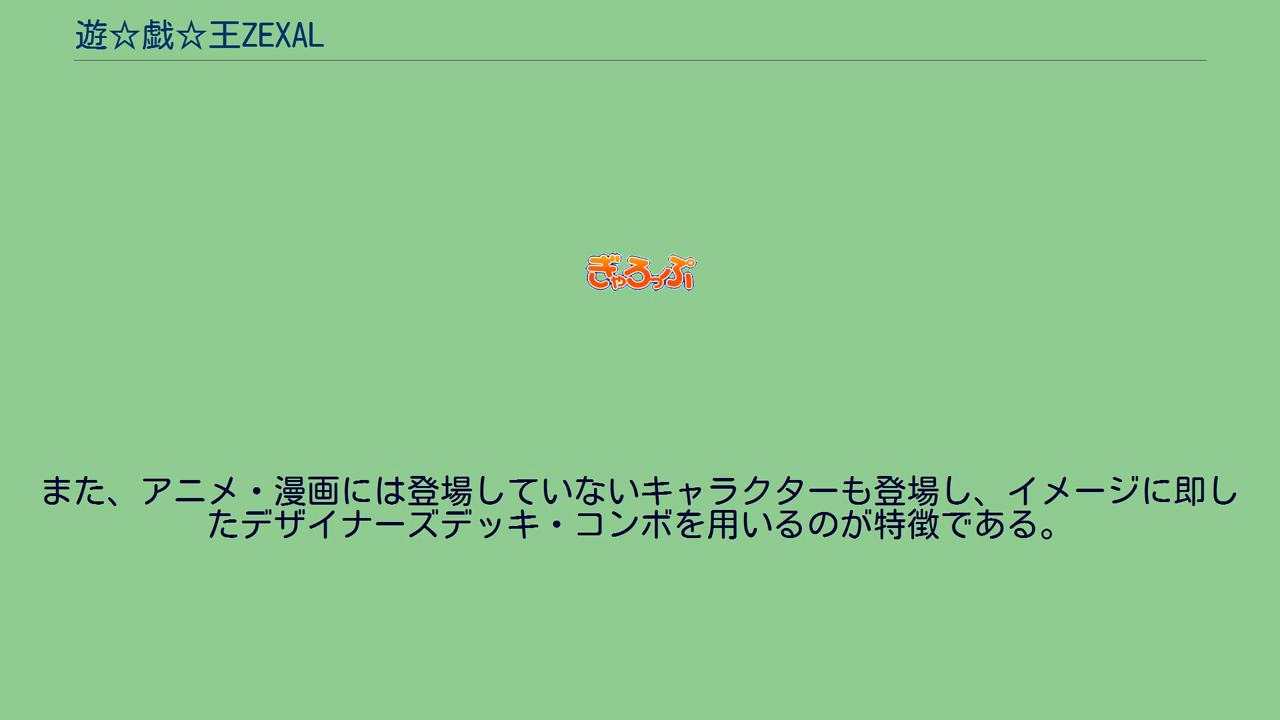 遊☆戯☆王ZEXAL
ぎゃろっぷ
また、アニメ・漫画には登場していないキャラクターも登場し、イメージに即し
たデザイナーズデッキ・コンボを用いるのが特徴である。